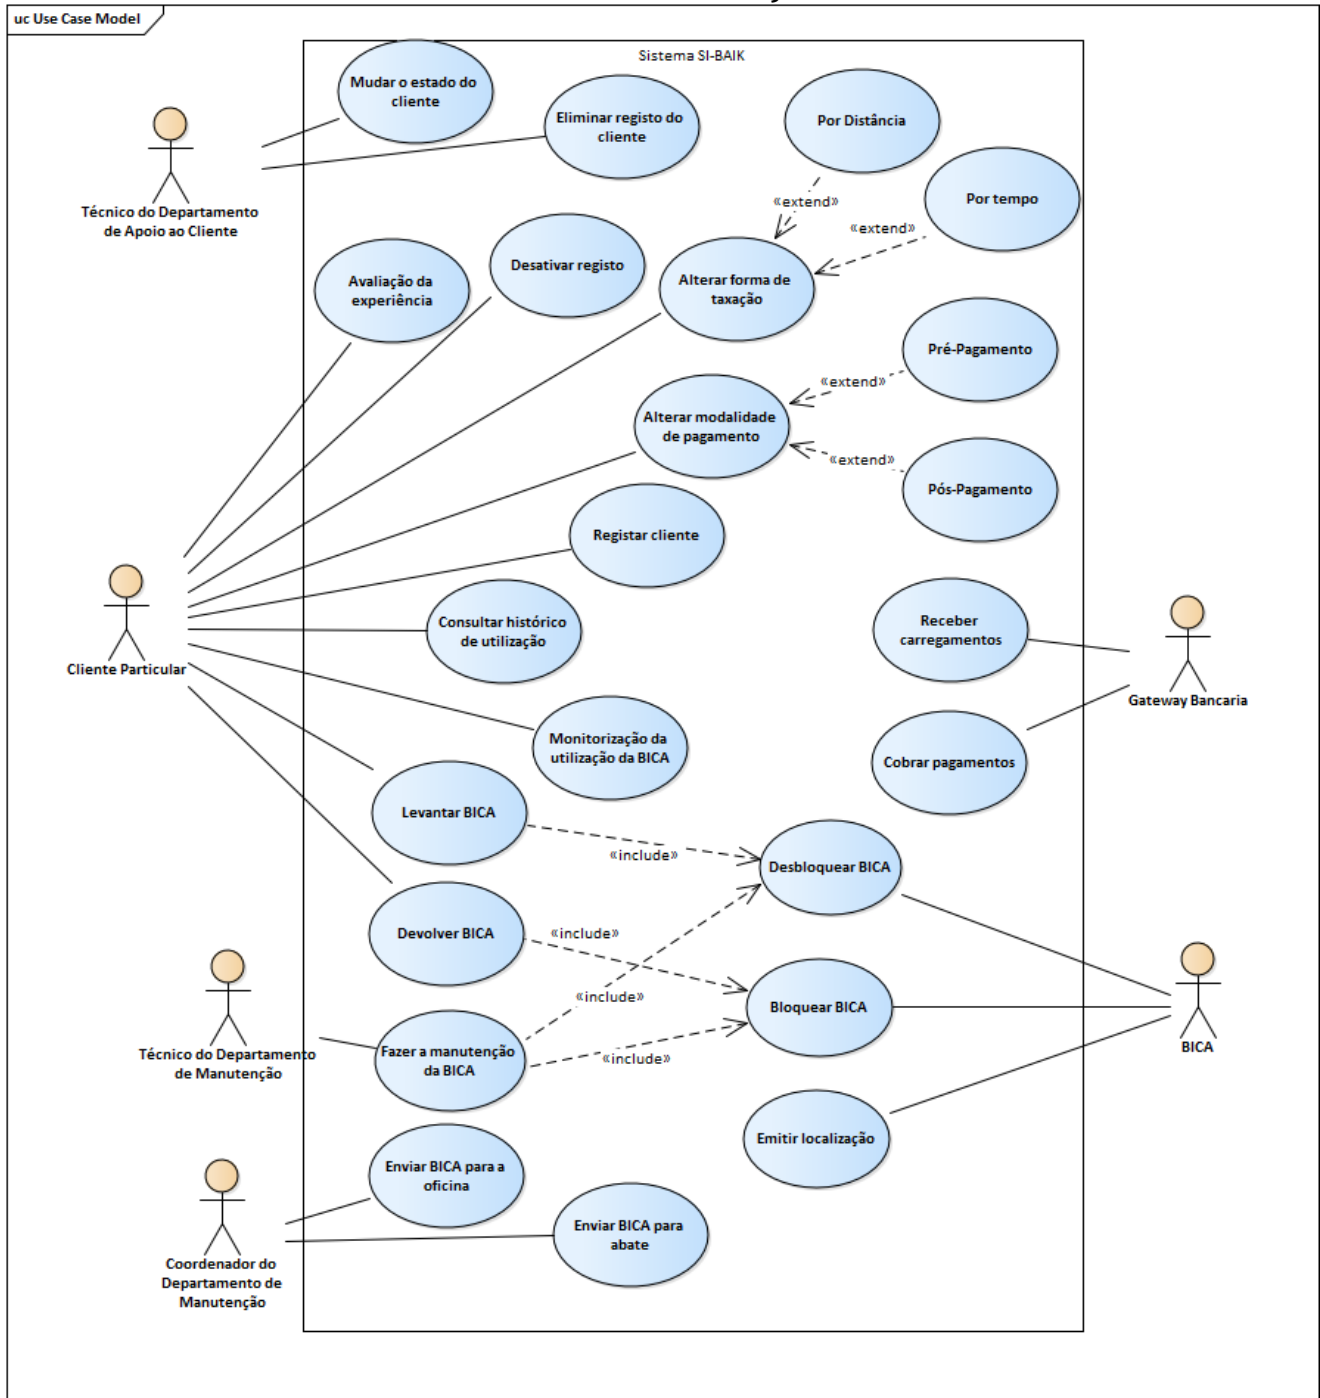 uc Use Case Model
Sistema SI-BAIK
Mudar o estado do
cliente
Eliminar registo do
cliente
Por Distância
Por tempo
«extend»
«extend»
Técnico do Departamento
de Apoio ao Cliente
Avaliação da
experiência
Desativar registo
Alterar forma de
taxação
Pré-Pagamento
«extend»
Alterar modalidade
de pagamento
«extend»
Pós-Pagamento
Registar cliente
Consultar histórico
de utilização
Receber
carregamentos
Cliente Particular
Gateway Bancaria
Monitorização da
utilização da BICA
Cobrar pagamentos
Levantar BICA
«include»
Desbloquear BICA
Devolver BICA
«include»
«include»
Bloquear BICA
Técnico do Departamento
de Manutenção
Fazer a manutenção
da BICA
«include»
BICA
Emitir localização
Enviar BICA para a
oficina
Enviar BICA para
abate
Coordenador do
Departamento de
Manutenção